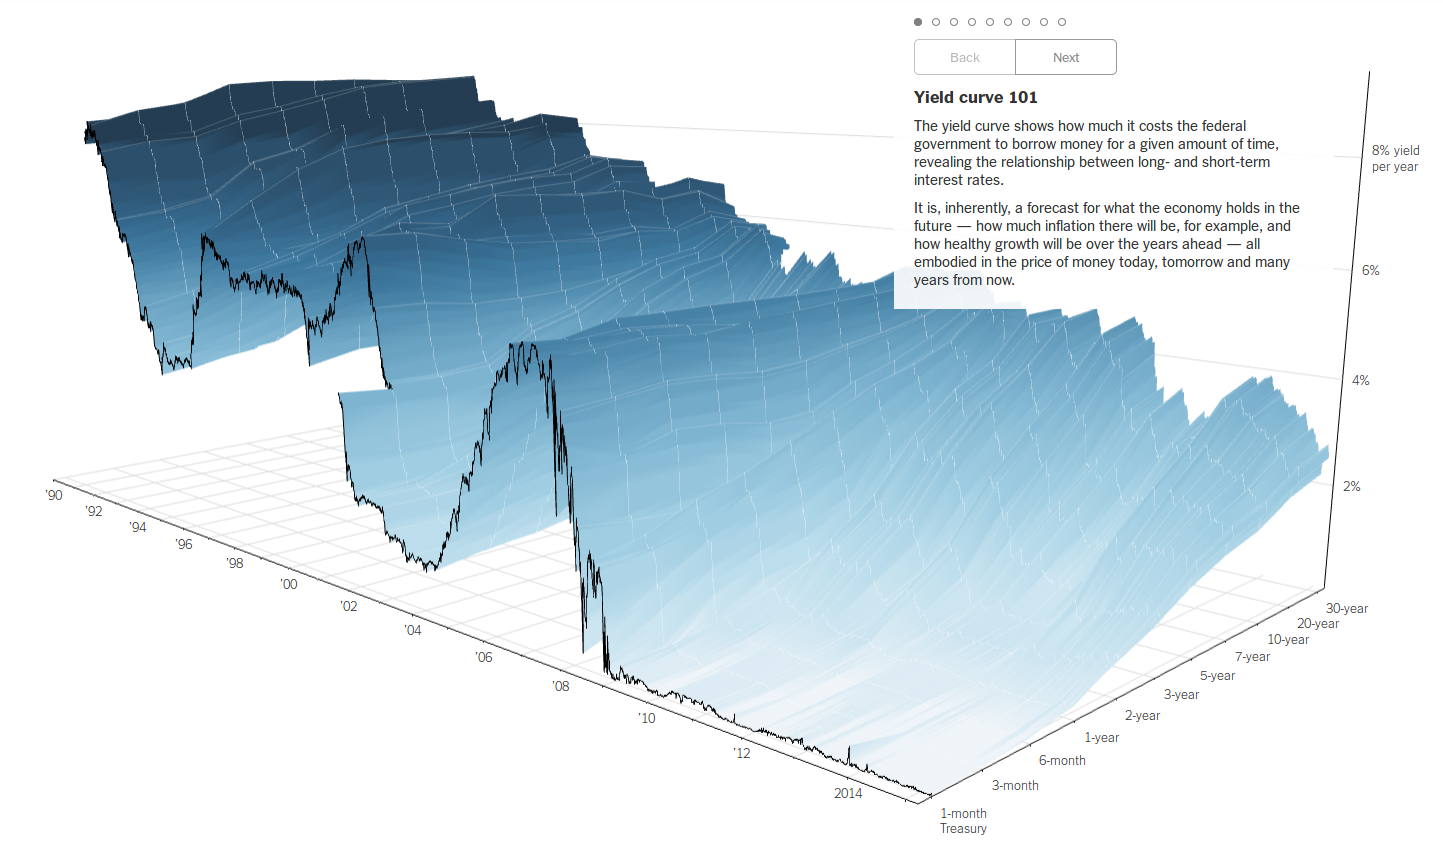 Back
Next
Yield curve 101
The yield curve shows how much it costs the federal
government to borrow money for a given amount of time,
revealing the relationship between long- and short-term
interest rates.
It is, inherently, a forecast for what the economy holds in the
future — how much inflation there will be, for example, and
how healthy growth will be over the years ahead — all
embodied in the price of money today, tomorrow and many
years from now.
8% yield
per year
6%
4%
2%
'90
'92
'94
'96
'98
'00
'02
'04
'06
'08
'10
'12
2014
1-month
Treasury
3-month
6-month
1-year
2-year
3-year
5-year
7-year
10-year
20-year
30-year